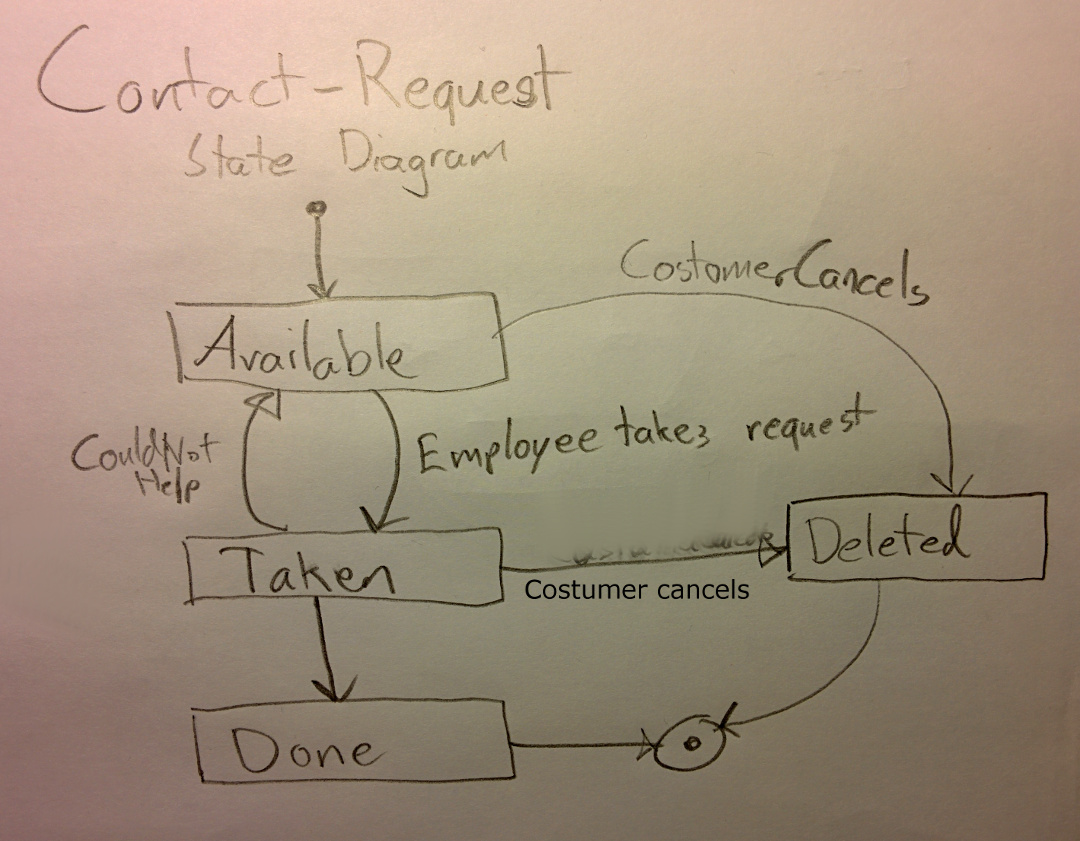 Contact-Request
State Diagram
CostomerCancels
Available
CouldNot
Help
Employee takes request
Deleted
Taken
Costumer cancels
Done